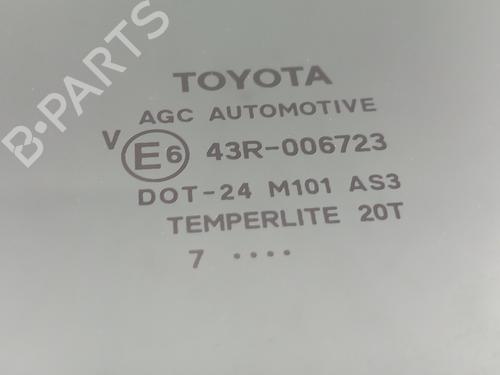 B-PARTS
TOYOTA
AGC AUTOMOTIVE
V E6 43R-006723
DOT-24 M101 AS3
TEMPERLITE 20T
7 ····